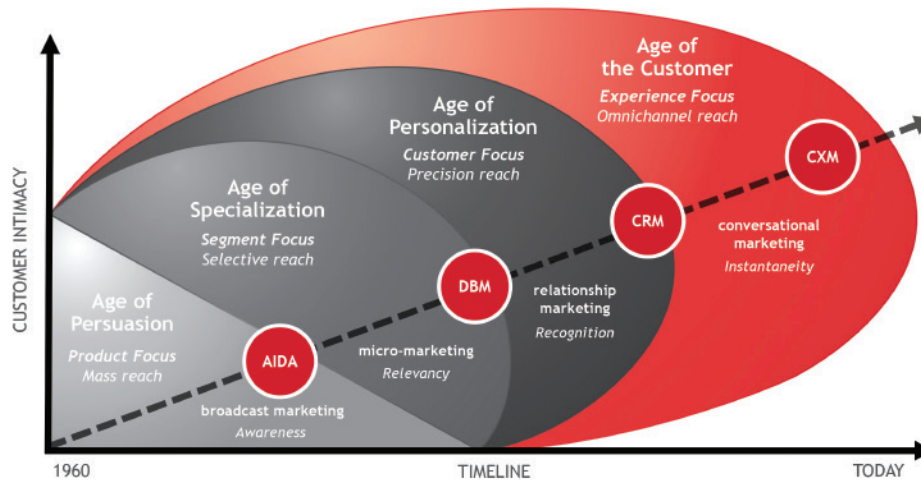 Age of
the Customer
Experience Focus
Omnichannel reach
Age of
Personalization
Customer Focus
Precision reach
CXM
Age of
Specialization
Segment Focus
Selective reach
CRM
conversational
marketing
Instantaneity
DBM
relationship
marketing
Recognition
Age of
Persuasion
Product Focus
Mass reach
AIDA
micro-marketing
Relevancy
broadcast marketing
Awareness
CUSTOMER INTIMACY
1960
TIMELINE
TODAY